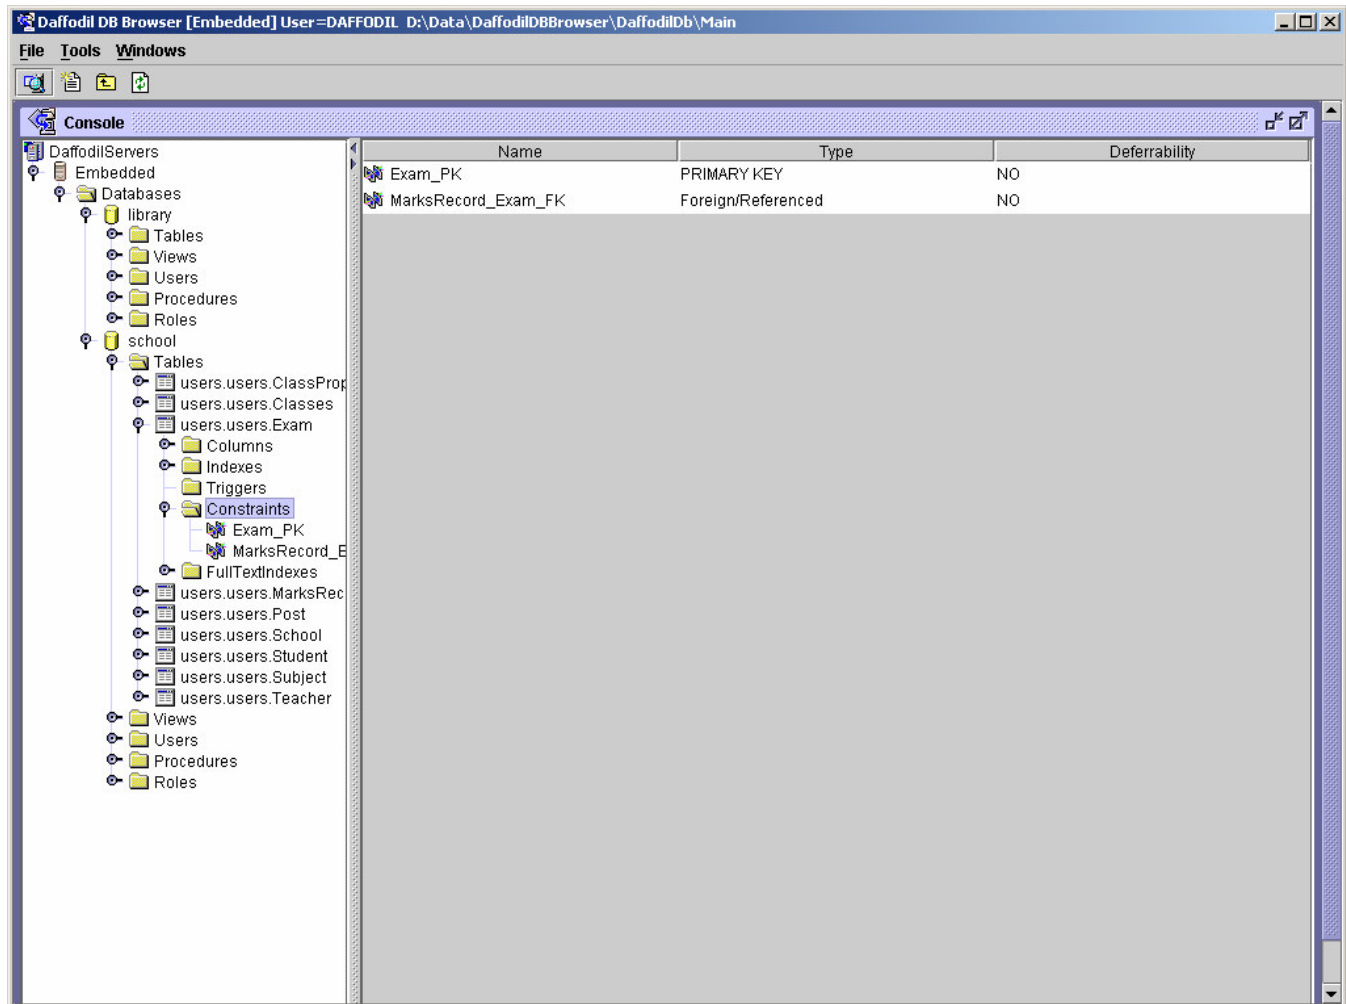 Daffodil DB Browser [Embedded] User=DAFFODIL D:\Data\DaffodilDBBrowser\DaffodilDb\Main
File Tools Windows
Console
DaffodilServers
Embedded
Databases
library
Tables
Views
Users
Procedures
Roles
school
Tables
users.users.ClassProp
users.users.Classes
users.users.Exam
Columns
Indexes
Triggers
Constraints
Exam_PK
MarksRecord_E
FullTextIndexes
users.users.MarksRec
users.users.Post
users.users.School
users.users.Student
users.users.Subject
users.users.Teacher
Views
Users
Procedures
Roles
Name Type Deferrability
Exam_PK PRIMARY KEY NO
MarksRecord_Exam_FK Foreign/Referenced NO